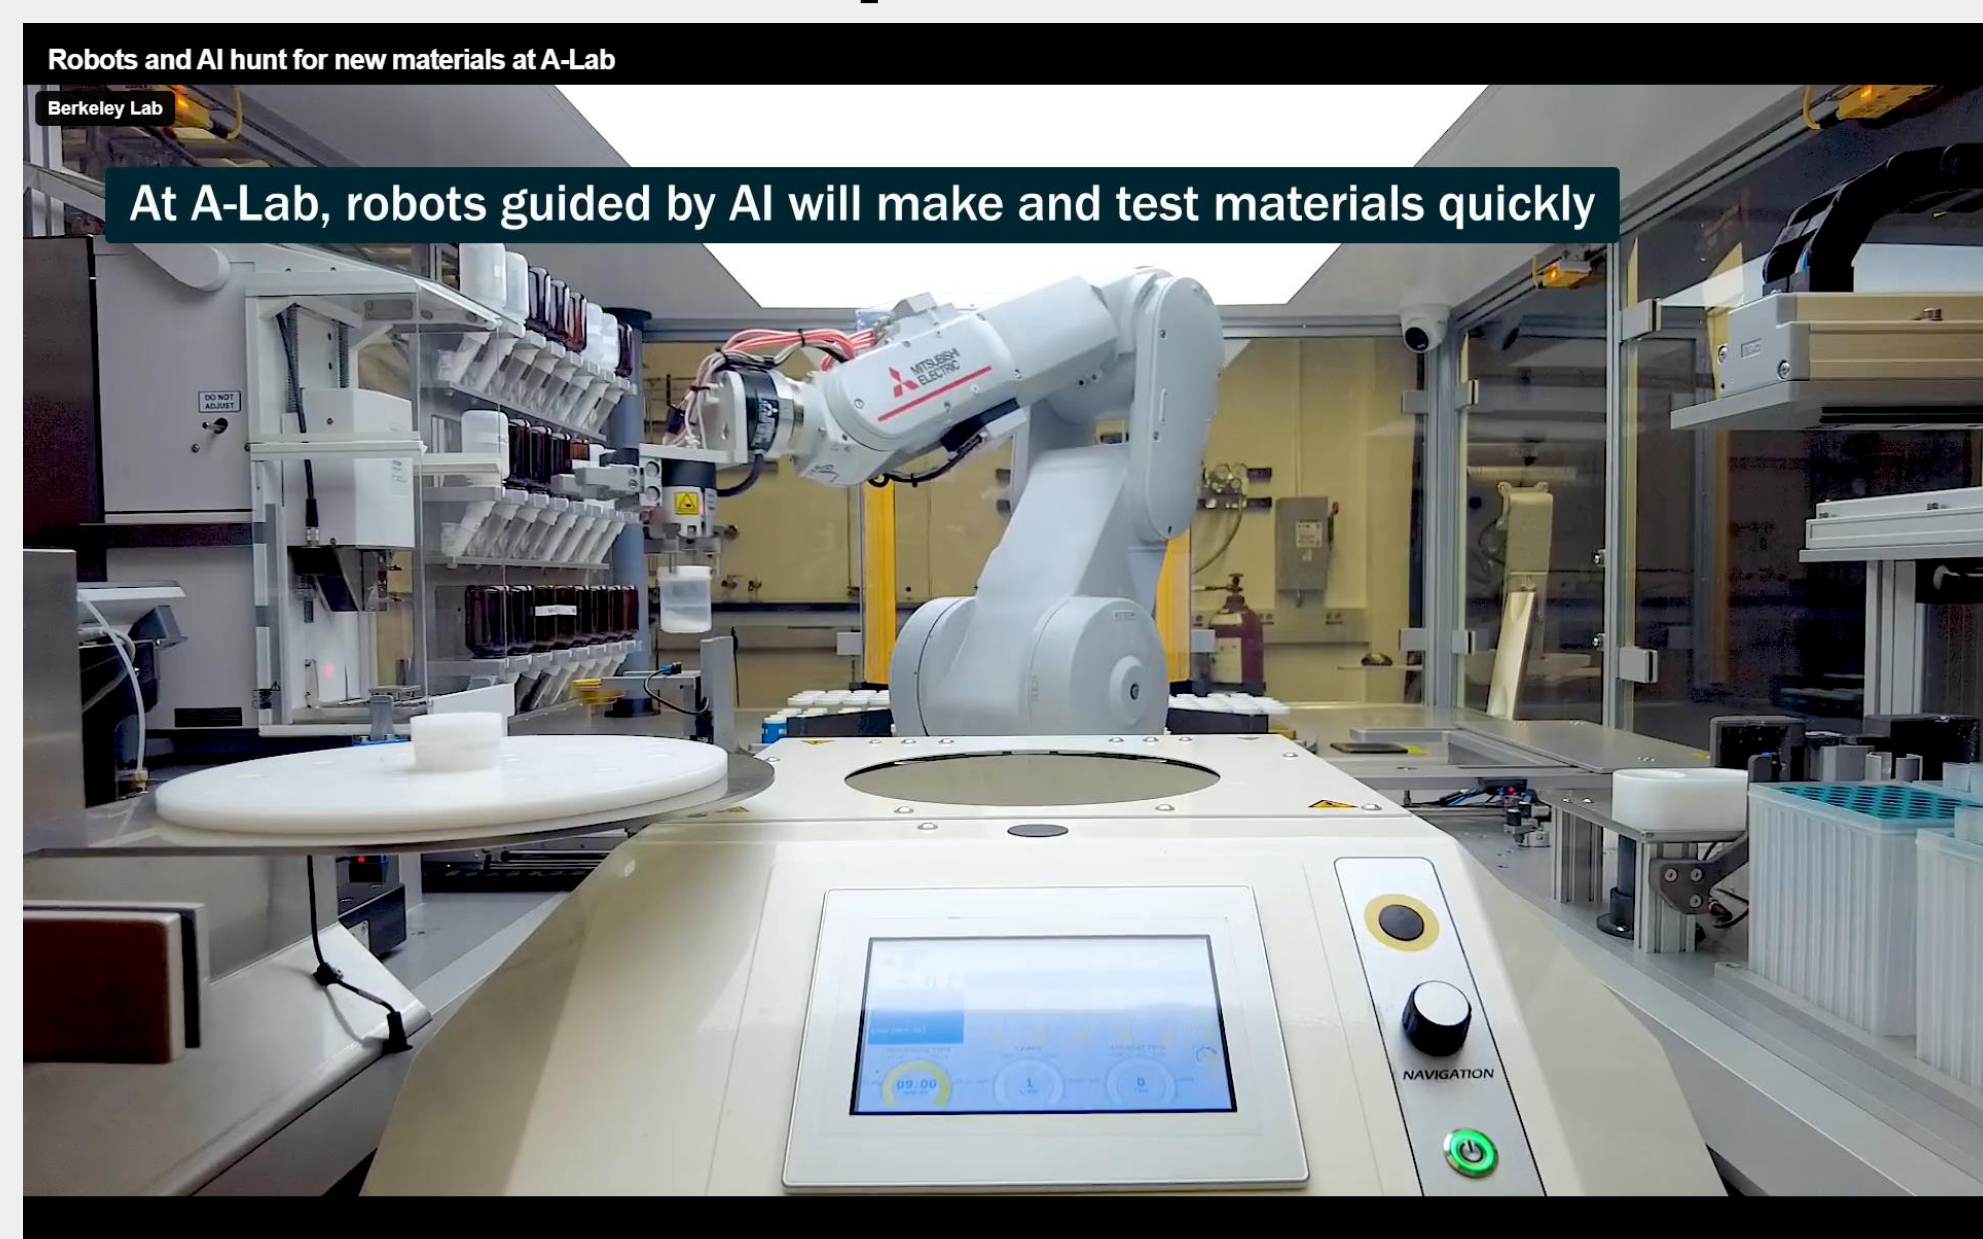 Robots and AI hunt for new materials at A-Lab
Berkeley Lab
At A-Lab, robots guided by AI will make and test materials quickly
DO NOT
ADJUST
MITSUBISHI
ELECTRIC
09:00
1
0
NAVIGATION